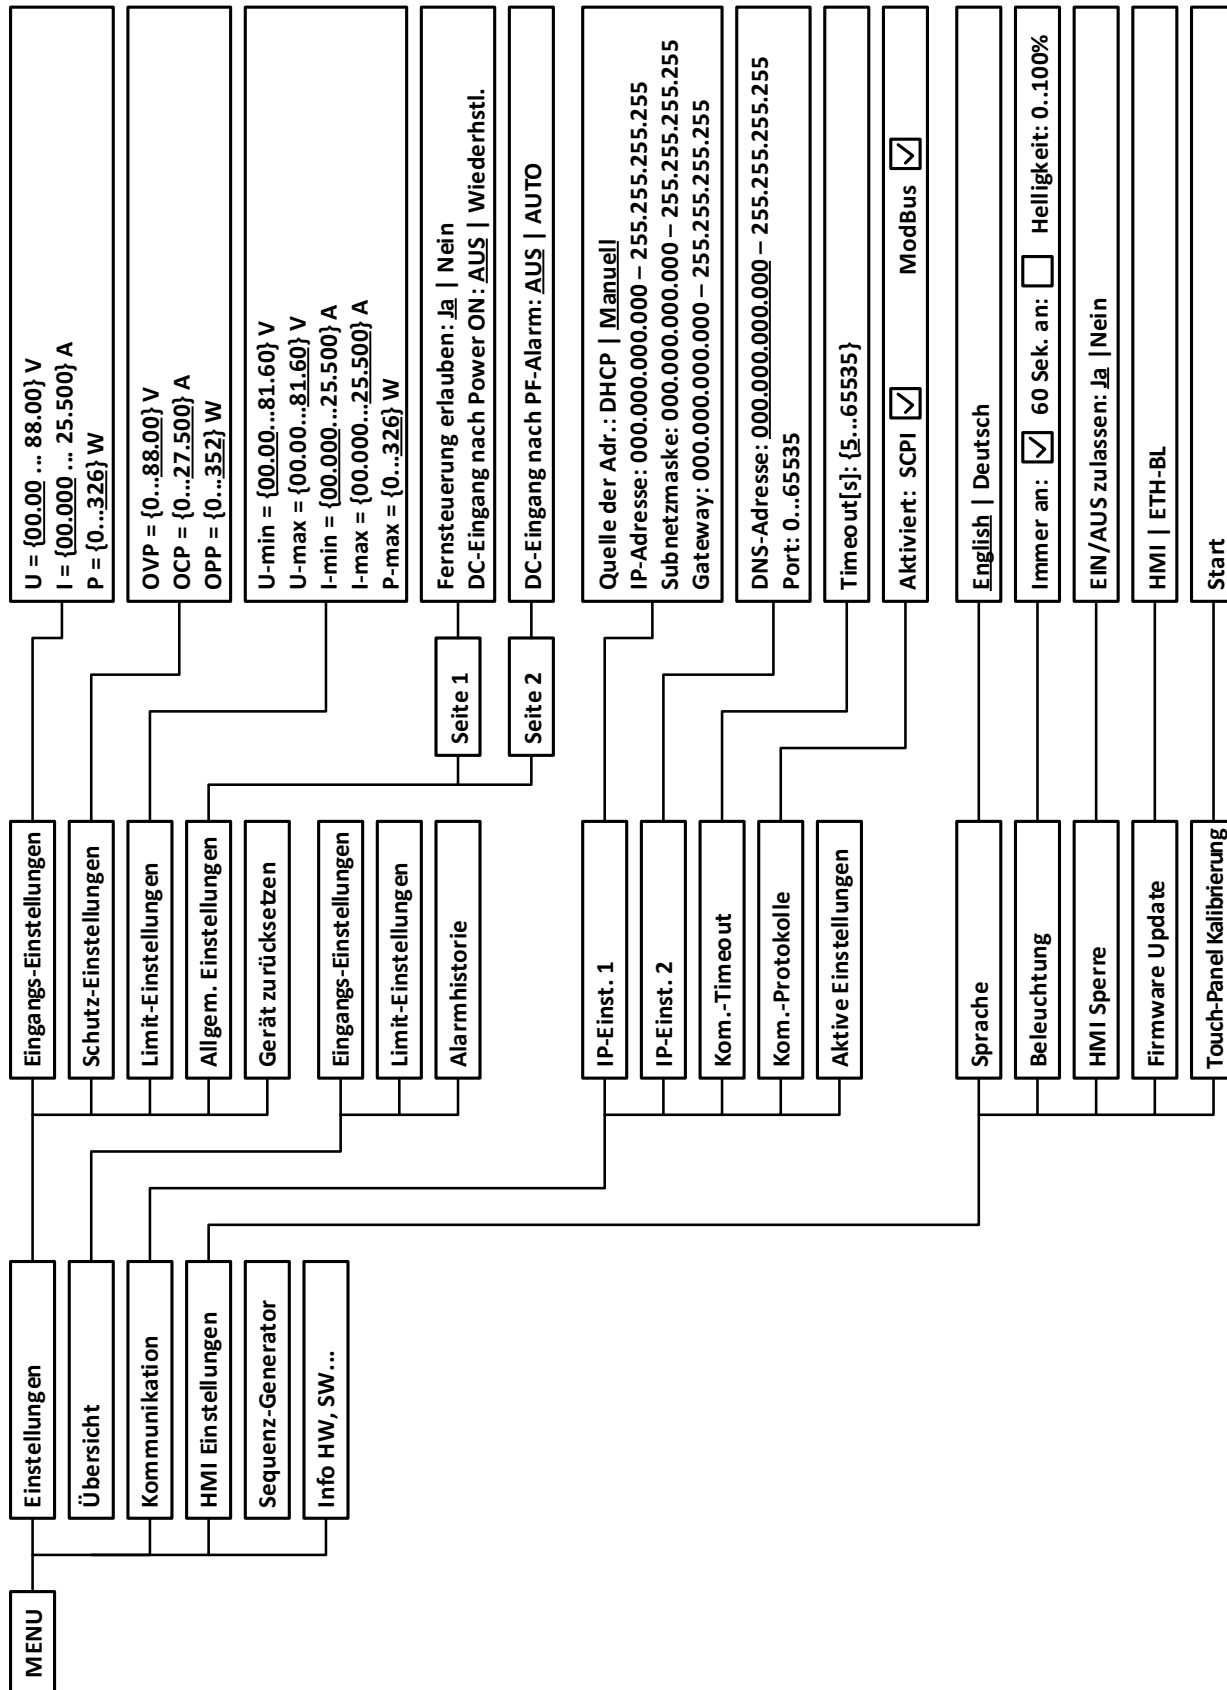 MENU
Einstellungen
Übersicht
Kommunikation
HMI Einstellungen
Sequenz-Generator
Info HW, SW...
Eingangs-Einstellungen
Schutz-Einstellungen
Limit-Einstellungen
Allgem. Einstellungen
Gerät zurücksetzen
Eingangs-Einstellungen
Limit-Einstellungen
Alarmhistorie
IP-Einst. 1
IP-Einst. 2
Kom.-Timeout
Kom.-Protokolle
Aktive Einstellungen
Sprache
Beleuchtung
HMI Sperre
Firmware Update
Touch-Panel Kalibrierung
Seite 1
Seite 2
U = {00.00 ... 88.00} V
I = {00.000 ... 25.500} A
P = {0...326} W
OVP = {0...88.00} V
OCP = {0...27.500} A
OPP = {0...352} W
U-min = {00.00...81.60} V
U-max = {00.00...81.60} V
I-min = {00.000...25.500} A
I-max = {00.000...25.500} A
P-max = {0...326} W
Fernsteuerung erlauben: Ja | Nein
DC-Eingang nach Power ON: AUS | Wiederhstl.
DC-Eingang nach PF-Alarm: AUS | AUTO
Quelle der Adr.: DHCP | Manuell
IP-Adresse: 000.000.000.000 – 255.255.255.255
Subnetzmaske: 000.000.000.000 – 255.255.255.255
Gateway: 000.000.000.000 – 255.255.255.255
DNS-Adresse: 000.000.000.000 – 255.255.255.255
Port: 0...65535
Timeout[s]: {5...65535}
Aktiviert: SCPI ☑ ModBus ☑
English | Deutsch
Immer an: ☑ 60 Sek. an: ☐ Helligkeit: 0..100%
EIN/AUS zulassen: Ja |Nein
HMI | ETH-BL
Start